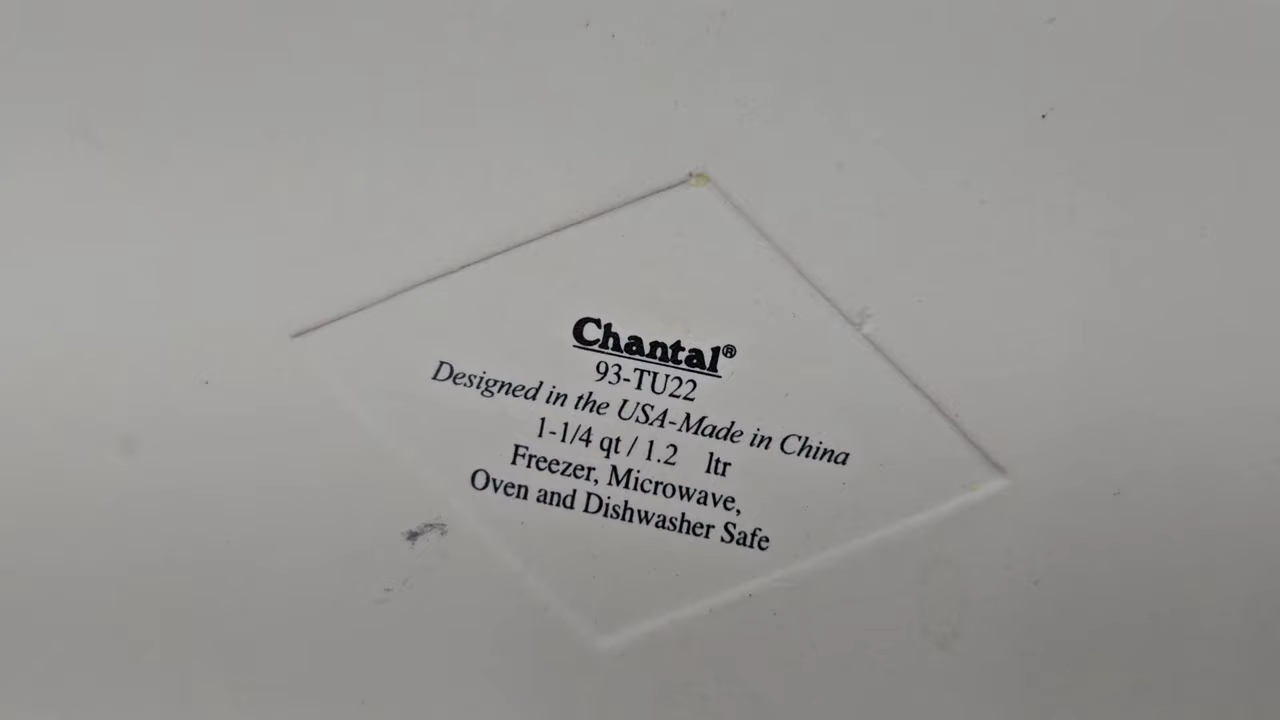 Chantal®
93-TU22
Designed in the USA-Made in China
1-1/4 qt / 1.2 ltr
Freezer, Microwave,
Oven and Dishwasher Safe